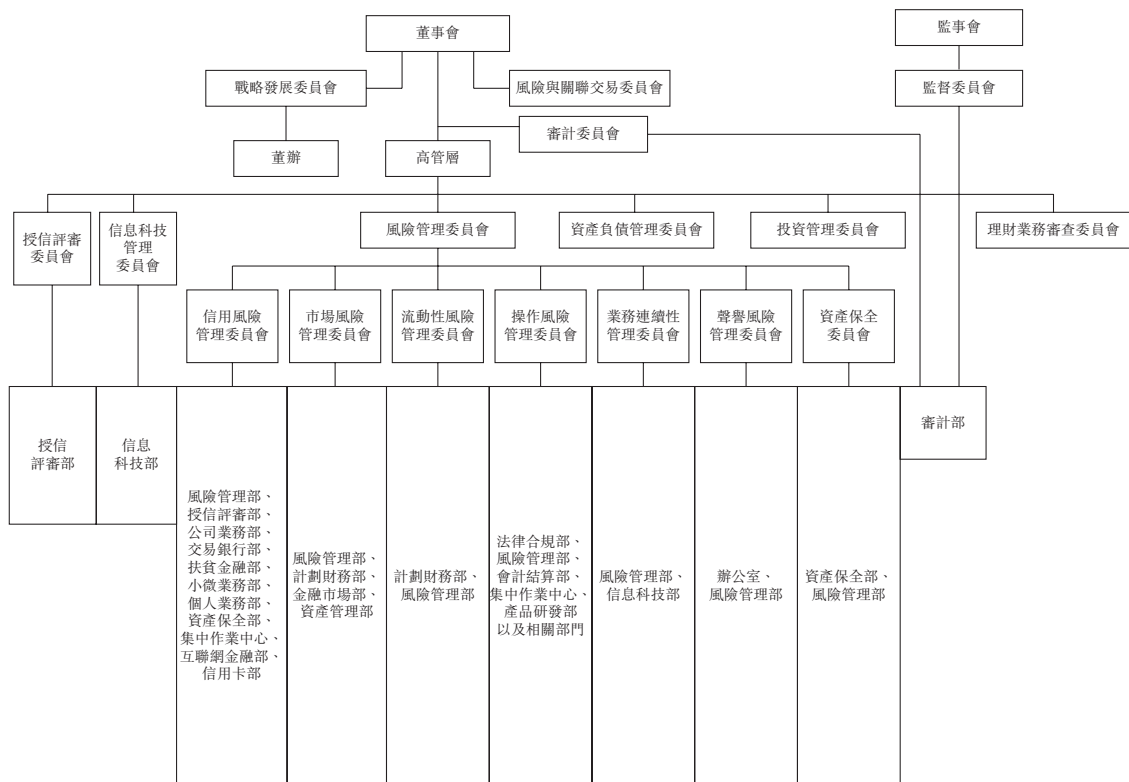 董事會
監事會
戰略發展委員會
風險與關聯交易委員會
監督委員會
審計委員會
董辦
高管層
授信評審
委員會
信息科技
管理
委員會
風險管理委員會
資產負債管理委員會
投資管理委員會
理財業務審查委員會
信用風險
管理委員會
市場風險
管理委員會
流動性風險
管理委員會
操作風險
管理委員會
業務連續性
管理委員會
聲譽風險
管理委員會
資產保全
委員會
授信
評審部
信息
科技部
風險管理部、
授信評審部、
公司業務部、
交易銀行部、
扶貧金融部、
小微業務部、
個人業務部、
資產保全部、
集中作業中心、
互聯網金融部、
信用卡部
風險管理部、
計劃財務部、
金融市場部、
資產管理部
計劃財務部、
風險管理部
法律合規部、
風險管理部、
會計結算部、
集中作業中心、
產品研發部
以及相關部門
風險管理部、
信息科技部
辦公室、
風險管理部
資產保全部、
風險管理部
審計部